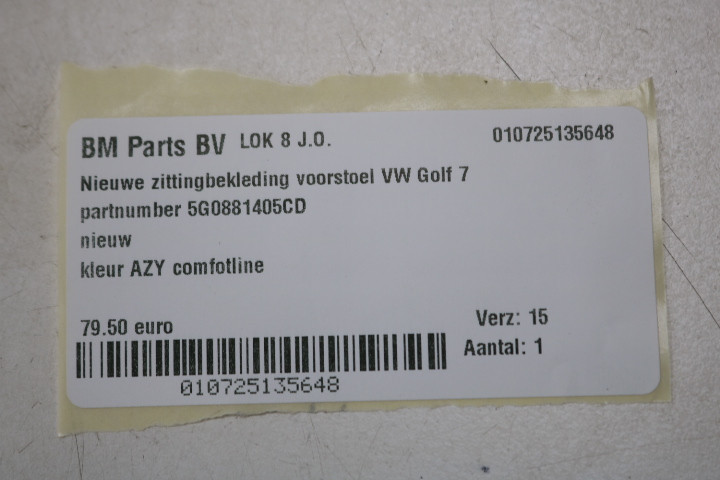 BM Parts BV LOK 8 J.O. 010725135648
Nieuwe zittingbekleding voorstoel VW Golf 7
partnumber 5G0881405CD
nieuw
kleur AZY comfotline
79.50 euro
Verz: 15
Aantal: 1
010725135648